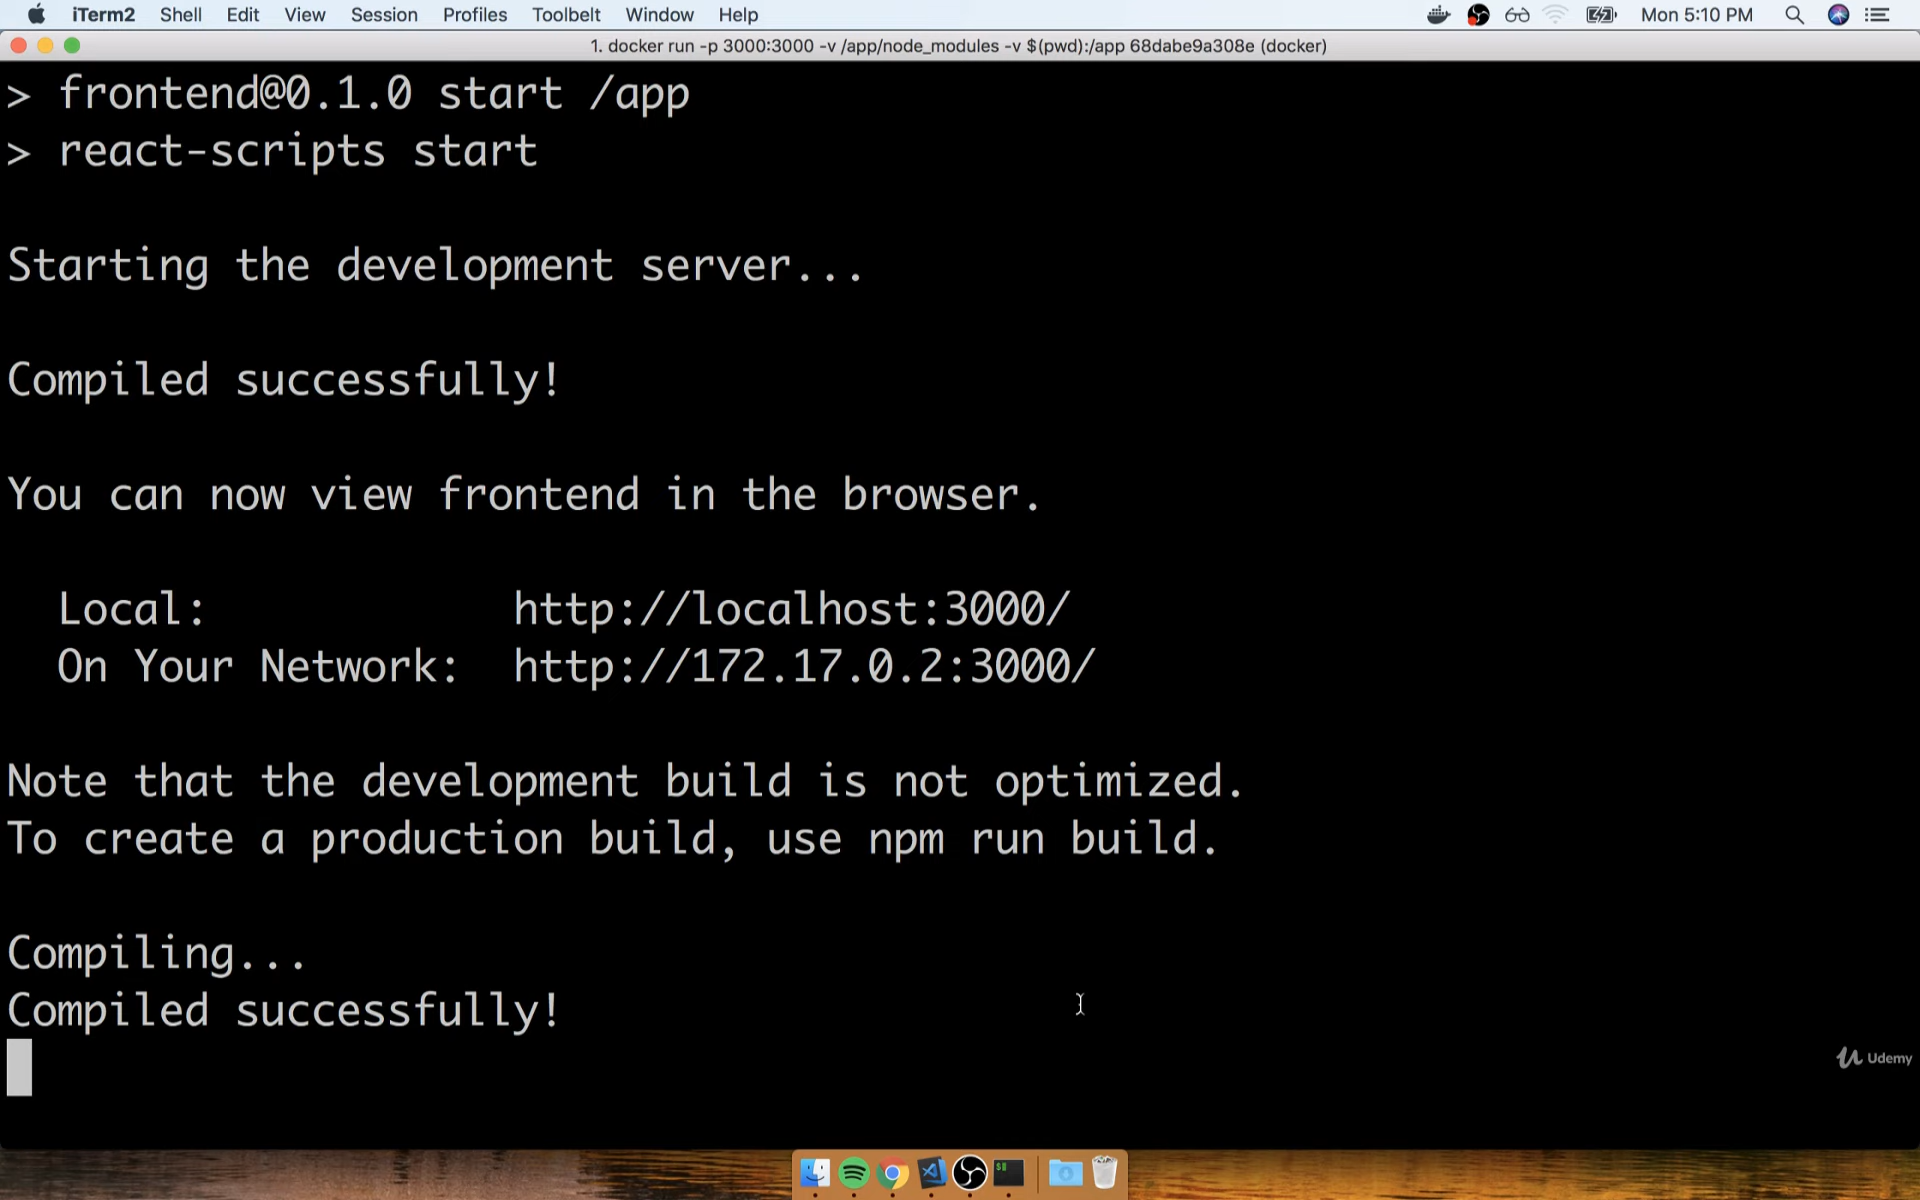 iTerm2 Shell Edit View Session Profiles Toolbelt Window Help Mon 5:10 PM
1. docker run -p 3000:3000 -v /app/node_modules -v $(pwd):/app 68dabe9a308e (docker)
> frontend@0.1.0 start /app
> react-scripts start
Starting the development server...
Compiled successfully!
You can now view frontend in the browser.
Local: http://localhost:3000/
On Your Network: http://172.17.0.2:3000/
Note that the development build is not optimized.
To create a production build, use npm run build.
Compiling...
Compiled successfully!
Udemy